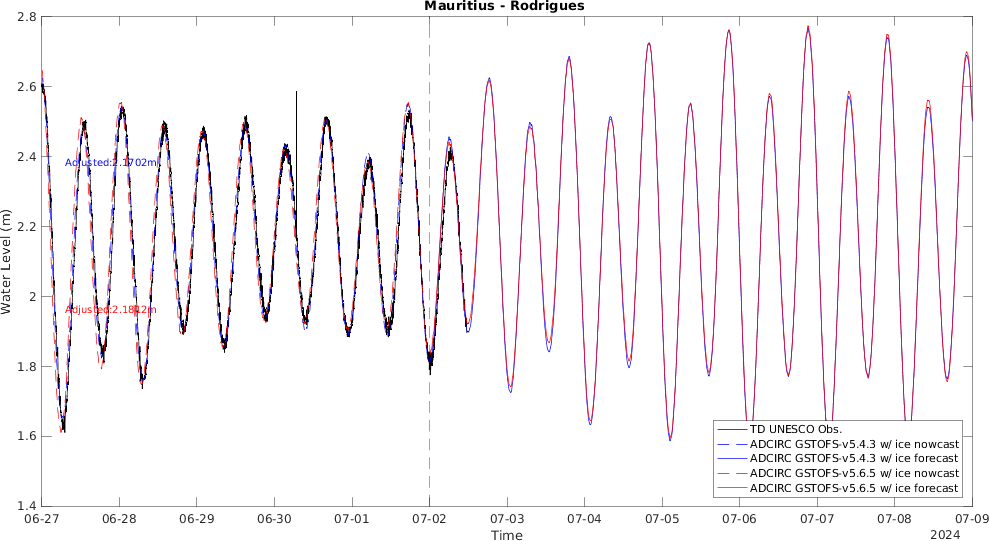 Mauritius - Rodrigues
2.8
2.6
2.4
2.2
2
1.8
1.6
1.4
Water Level (m)
Adjusted:2.1702m
TD UNESCO Obs.
ADCIRC GSTOFS-v5.4.3 w/ ice nowcast
ADCIRC GSTOFS-v5.4.3 w/ ice forecast
ADCIRC GSTOFS-v5.6.5 w/ ice nowcast
ADCIRC GSTOFS-v5.6.5 w/ ice forecast
06-27
06-28
06-29
06-30
07-01
07-02
07-03
07-04
07-05
07-06
07-07
07-08
07-09
Time
2024